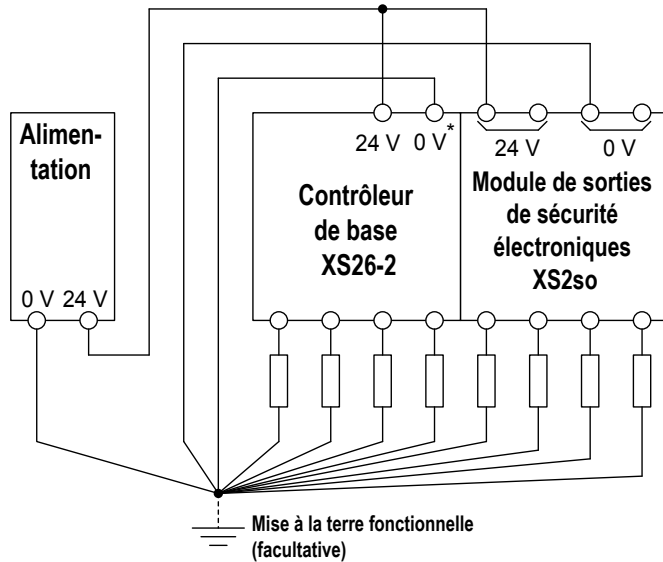 Alimen-
tation
0 V 24 V
24 V 0 V*
Contrôleur
de base
XS26-2
24 V 0 V
Module de sorties
de sécurité
électroniques
XS2so
Mise à la terre fonctionnelle
(facultative)